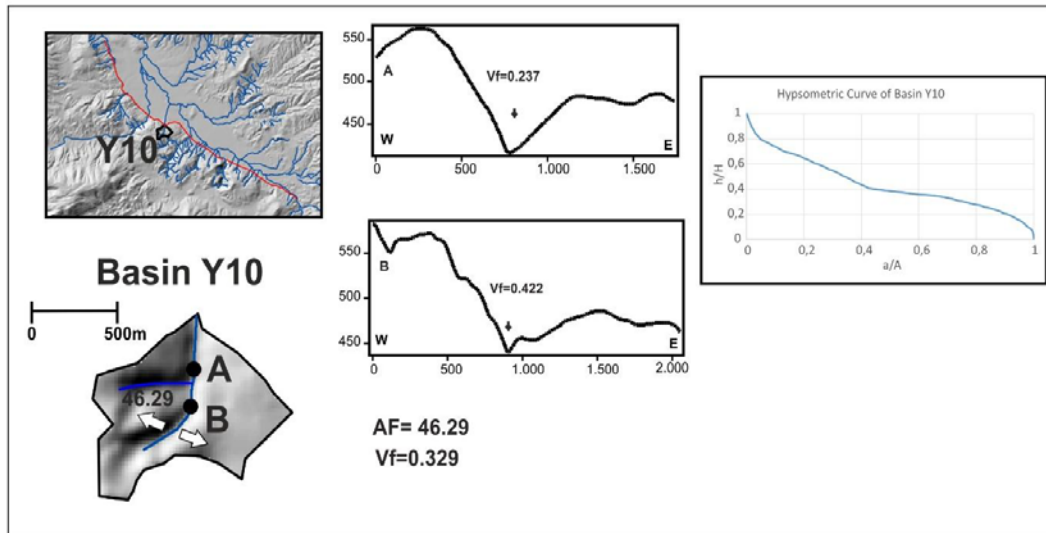 Y10
Basin Y10
0 500m
A
46.29
B
550
500
450
A
Vf=0.237
W
E
0 500 1.000 1.500
550
500
450
B
Vf=0.422
W
E
0 500 1.000 1.500 2.000
AF= 46.29
Vf=0.329
Hypsometric Curve of Basin Y10
h/H
1
0,8
0,6
0,4
0,2
0
0 0,2 0,4 0,6 0,8 1
a/A